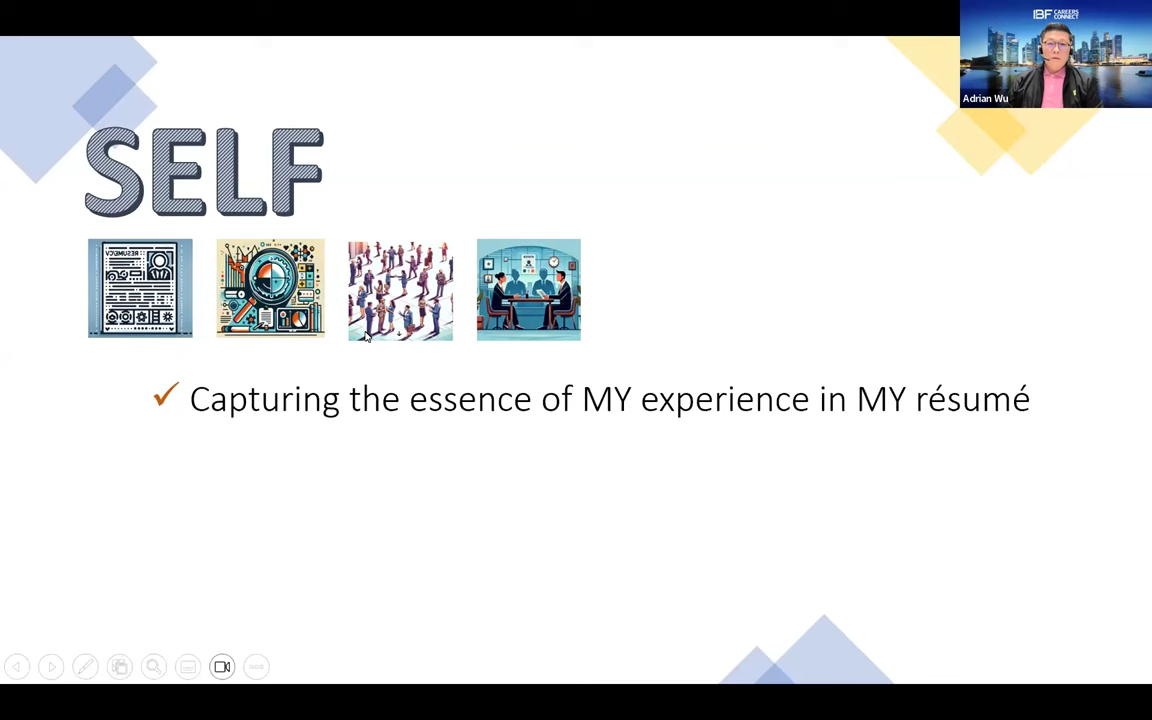 IBF CAREERS
CONNECT
Adrian Wu
SELF
✓ Capturing the essence of MY experience in MY résumé